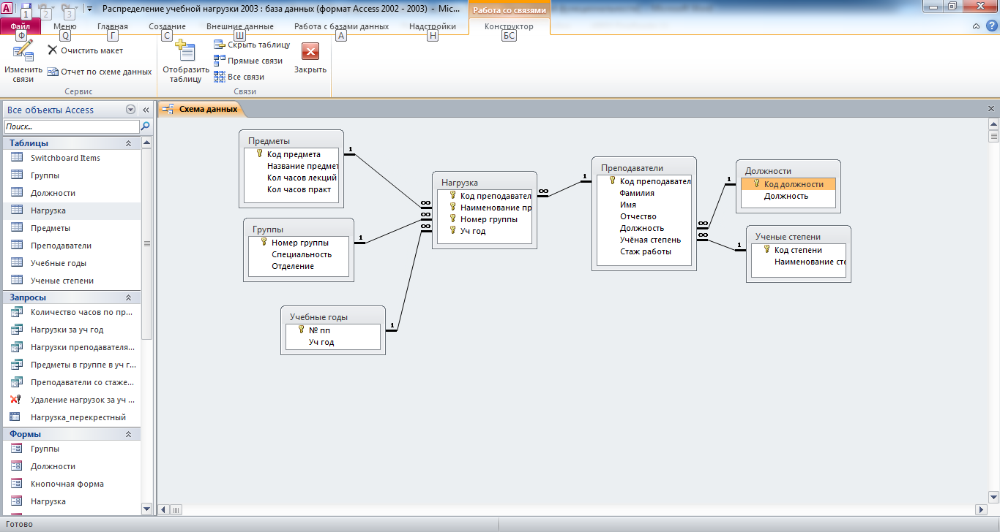 Распределение учебной нагрузки 2003 : база данных (формат Access 2002 - 2003) - Mic...
Работа со связями
1 2 3
Файл Меню Главная Создание Внешние данные Работа с базами данных Надстройки Конструктор
Ф Q Г С Ш А Н БС
Изменить связи
Очистить макет
Отчет по схеме данных
Сервис
Отобразить таблицу
Скрыть таблицу
Прямые связи
Все связи
Закрыть
Связи
Все объекты Access
Поиск...
Таблицы
Switchboard Items
Группы
Должности
Нагрузка
Предметы
Преподаватели
Учебные годы
Ученые степени
Запросы
Количество часов по пр...
Нагрузки за уч год
Нагрузки преподавателя...
Предметы в группе в уч г...
Преподаватели со стаже...
Удаление нагрузок за уч ...
Нагрузка_перекрестный
Формы
Группы
Должности
Кнопочная форма
Нагрузка
Схема данных
Предметы
Код предмета
Название предмет
Кол часов лекций
Кол часов практ
1
∞
Группы
Номер группы
Специальность
Отделение
1
∞
Учебные годы
№ пп
Уч год
1
∞
Нагрузка
Код преподавател
Наименование пр
Номер группы
Уч год
∞
1
Преподаватели
Код преподавател
Фамилия
Имя
Отчество
Должность
Учёная степень
Стаж работы
∞
∞
Должности
Код должности
Должность
1
Ученые степени
Код степени
Наименование сте
1
Готово